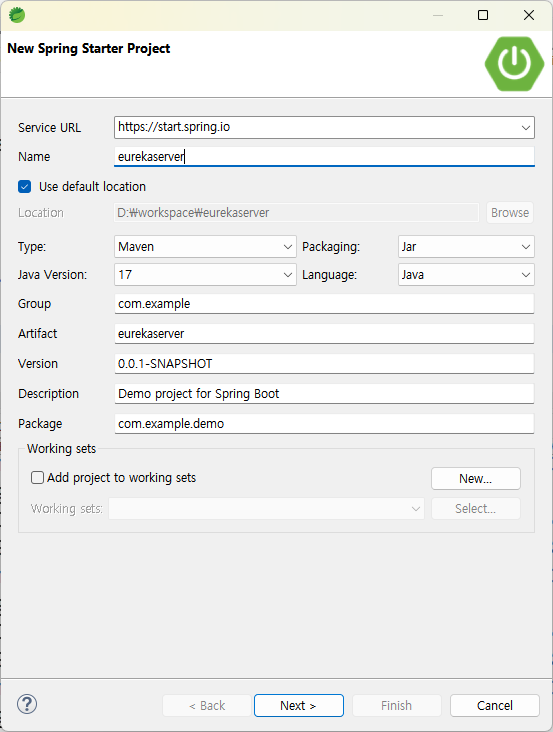 New Spring Starter Project
Service URL https://start.spring.io
Name eurekaserver
Use default location
Location D:₩workspace₩eurekaserver Browse
Type: Maven Packaging: Jar
Java Version: 17 Language: Java
Group com.example
Artifact eurekaserver
Version 0.0.1-SNAPSHOT
Description Demo project for Spring Boot
Package com.example.demo
Working sets
Add project to working sets New...
Working sets: Select...
? < Back Next > Finish Cancel